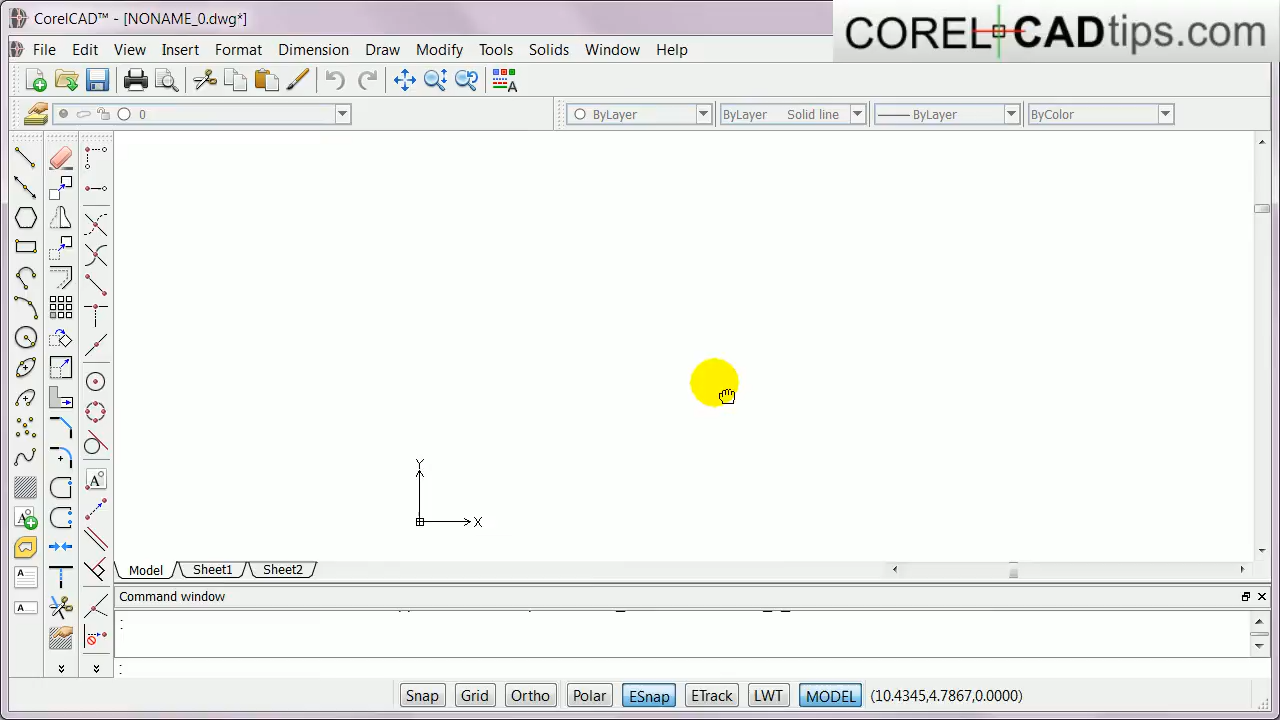 CorelCAD™ - [NONAME_0.dwg*]
COREL CADtips.com
File Edit View Insert Format Dimension Draw Modify Tools Solids Window Help
A
0 ByLayer ByLayer Solid line ByLayer ByColor
Y
X
A
A
A
A
Model Sheet1 Sheet2
Command window
:
:
Snap Grid Ortho Polar ESnap ETrack LWT MODEL (10.4345,4.7867,0.0000)